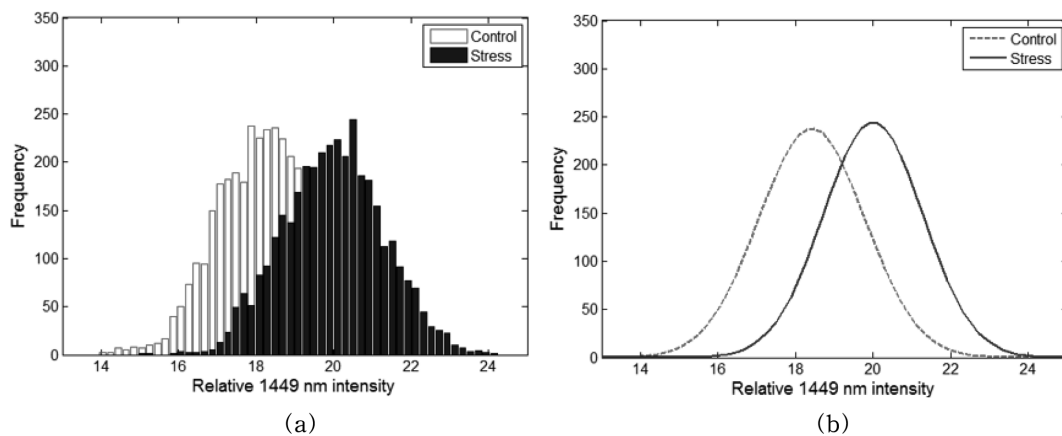 350
300
250
200
150
100
50
0
Frequency
Control
Stress
14 16 18 20 22 24
Relative 1449 nm intensity
(a)
350
300
250
200
150
100
50
0
Frequency
Control
Stress
14 16 18 20 22 24
Relative 1449 nm intensity
(b)